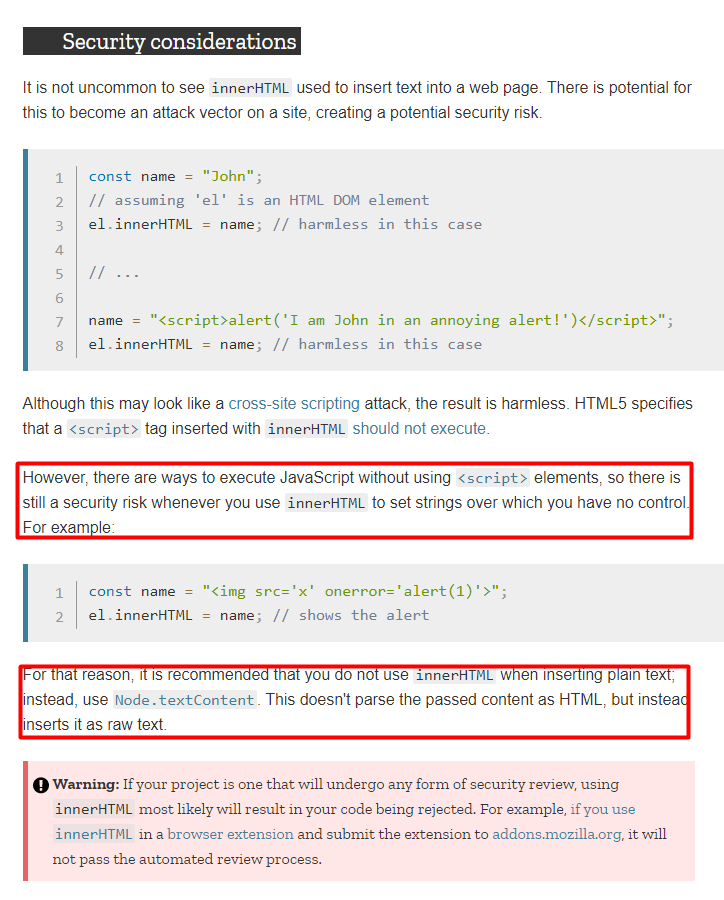 Security considerations
It is not uncommon to see innerHTML used to insert text into a web page. There is potential for
this to become an attack vector on a site, creating a potential security risk.
1 const name = "John";
2 // assuming 'el' is an HTML DOM element
3 el.innerHTML = name; // harmless in this case
4
5 // ...
6
7 name = "<script>alert('I am John in an annoying alert!')</script>";
8 el.innerHTML = name; // harmless in this case
Although this may look like a cross-site scripting attack, the result is harmless. HTML5 specifies
that a <script> tag inserted with innerHTML should not execute.
However, there are ways to execute JavaScript without using <script> elements, so there is
still a security risk whenever you use innerHTML to set strings over which you have no control.
For example:
1 const name = "<img src='x' onerror='alert(1)'>";
2 el.innerHTML = name; // shows the alert
For that reason, it is recommended that you do not use innerHTML when inserting plain text;
instead, use Node.textContent. This doesn't parse the passed content as HTML, but instead
inserts it as raw text.
Warning: If your project is one that will undergo any form of security review, using
innerHTML most likely will result in your code being rejected. For example, if you use
innerHTML in a browser extension and submit the extension to addons.mozilla.org, it will
not pass the automated review process.